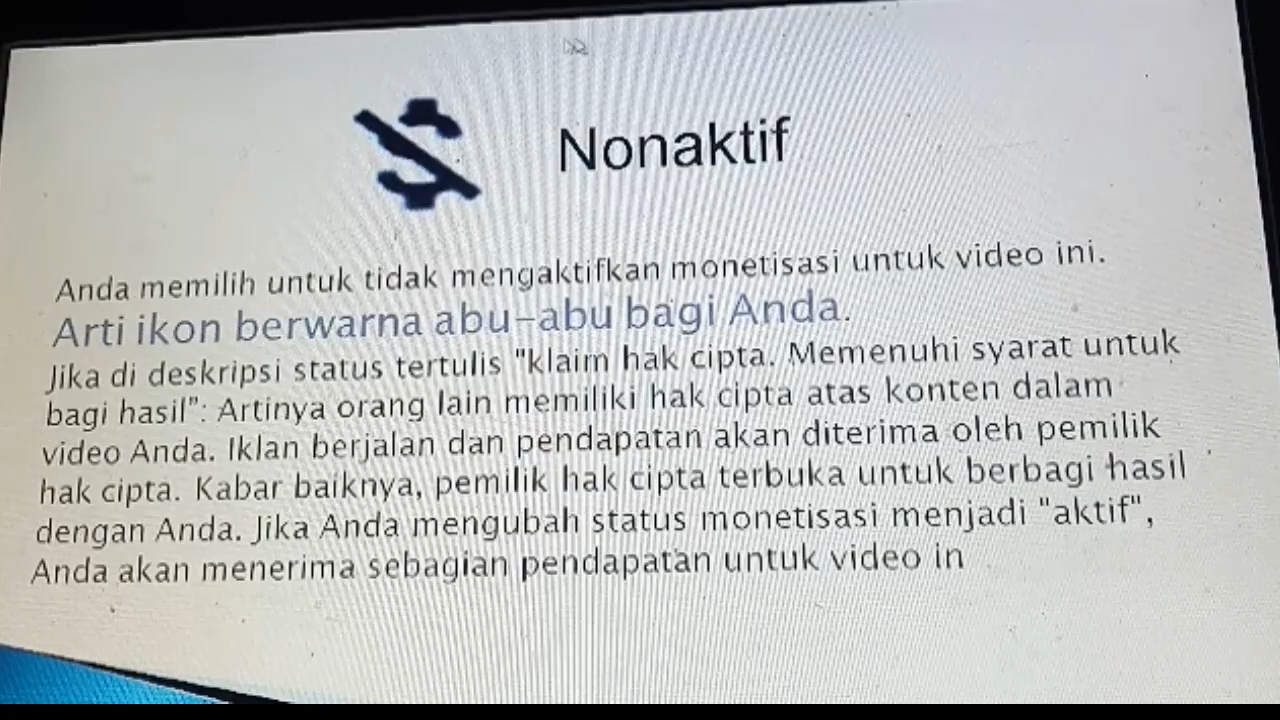 Nonaktif
Anda memilih untuk tidak mengaktifkan monetisasi untuk video ini.
Arti ikon berwarna abu-abu bagi Anda.
Jika di deskripsi status tertulis "klaim hak cipta. Memenuhi syarat untuk
bagi hasil": Artinya orang lain memiliki hak cipta atas konten dalam
video Anda. Iklan berjalan dan pendapatan akan diterima oleh pemilik
hak cipta. Kabar baiknya, pemilik hak cipta terbuka untuk berbagi hasil
dengan Anda. Jika Anda mengubah status monetisasi menjadi "aktif",
Anda akan menerima sebagian pendapatan untuk video in